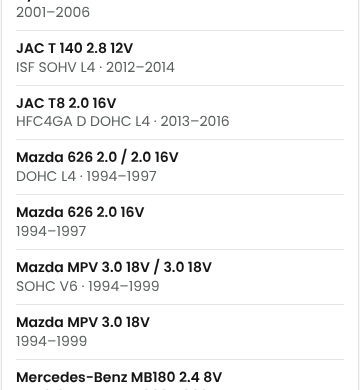 2001–2006
JAC T 140 2.8 12V
ISF SOHV L4 · 2012–2014
JAC T8 2.0 16V
HFC4GA D DOHC L4 · 2013–2016
Mazda 626 2.0 / 2.0 16V
DOHC L4 · 1994–1997
Mazda 626 2.0 16V
1994–1997
Mazda MPV 3.0 18V / 3.0 18V
SOHC V6 · 1994–1999
Mazda MPV 3.0 18V
1994–1999
Mercedes-Benz MB180 2.4 8V